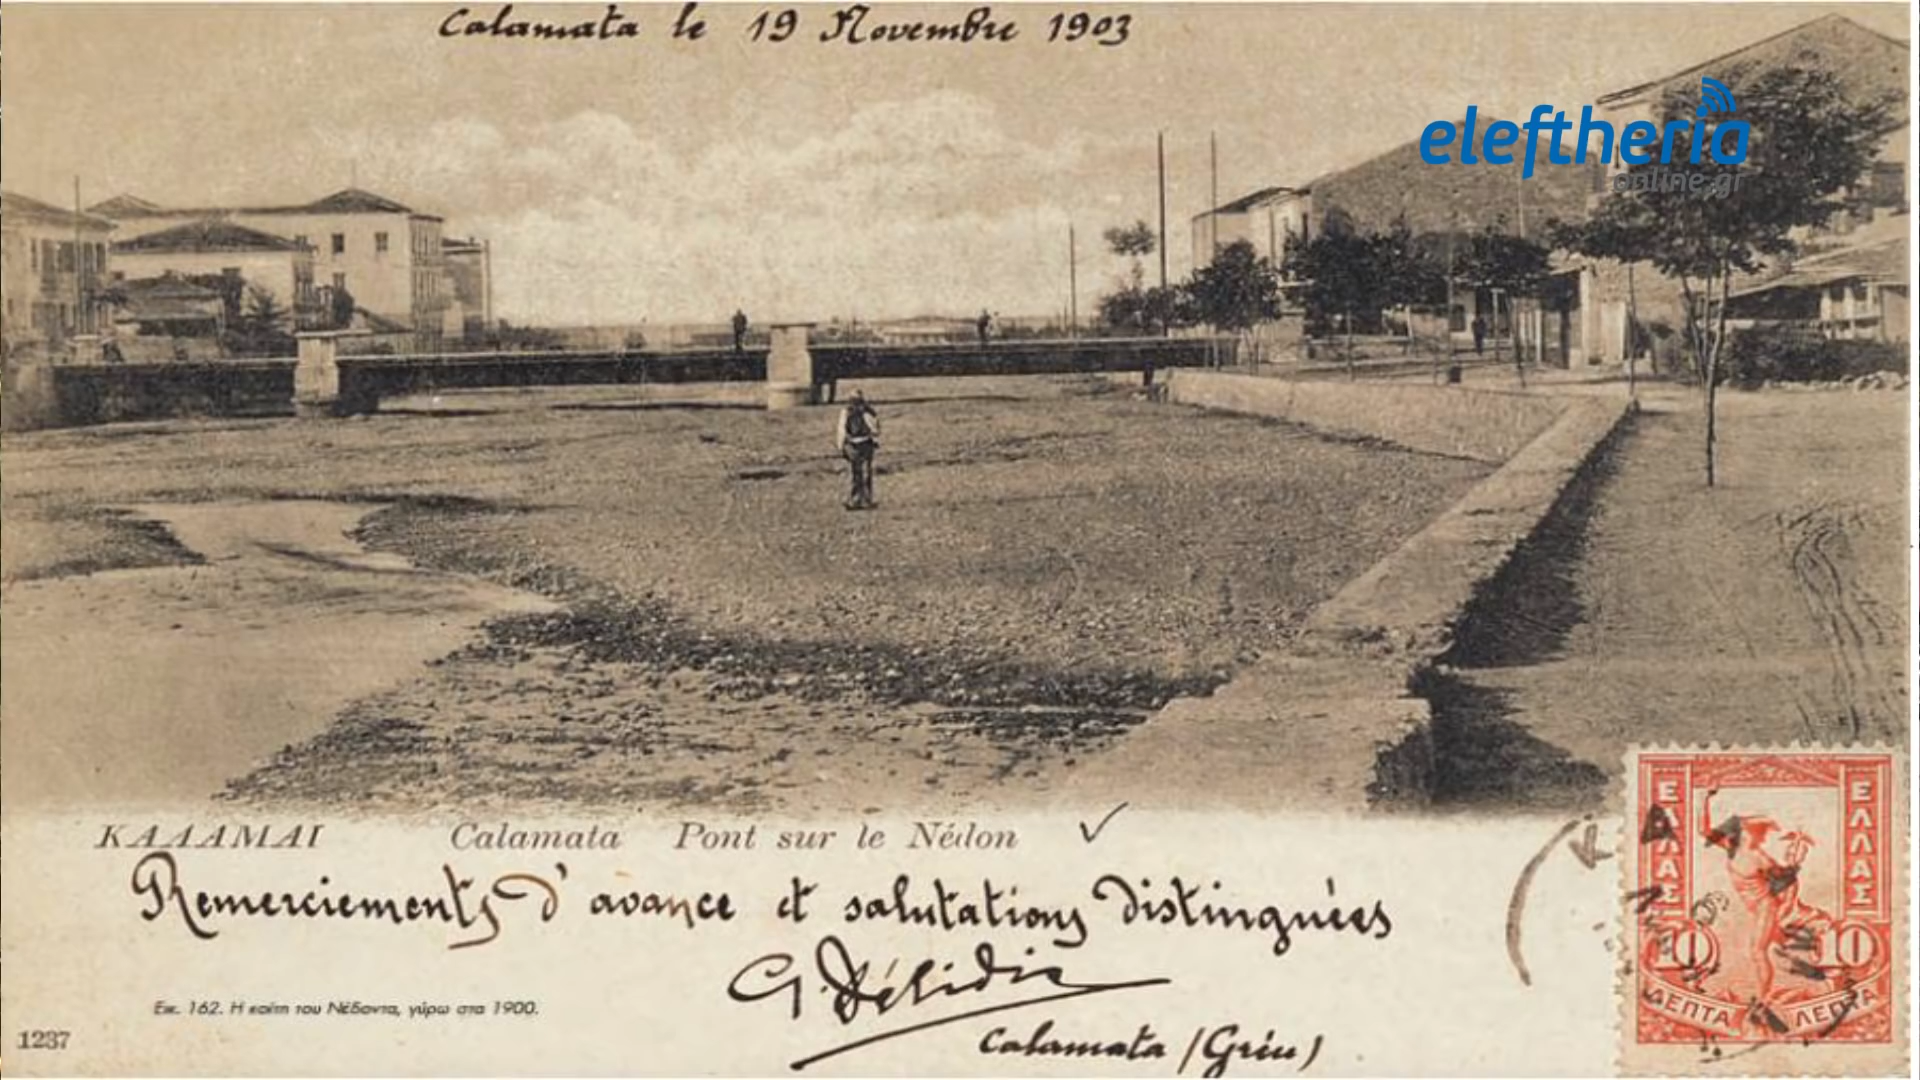 Calamata le 19 Novembre 1903
eleftheria
online.gr
ΚΑΛΑΜΑΙ Calamata Pont sur le Nédon
Remerciements d'avance et salutations distinguées
Calamata (Grèce)
Εικ. 162. Η κοίτη του Νέδοντα, γύρω στα 1900.
1237
ΕΛΛΑΣ ΕΛΛΑΣ
10 10
ΛΕΠΤΑ ΛΕΠΤΑ